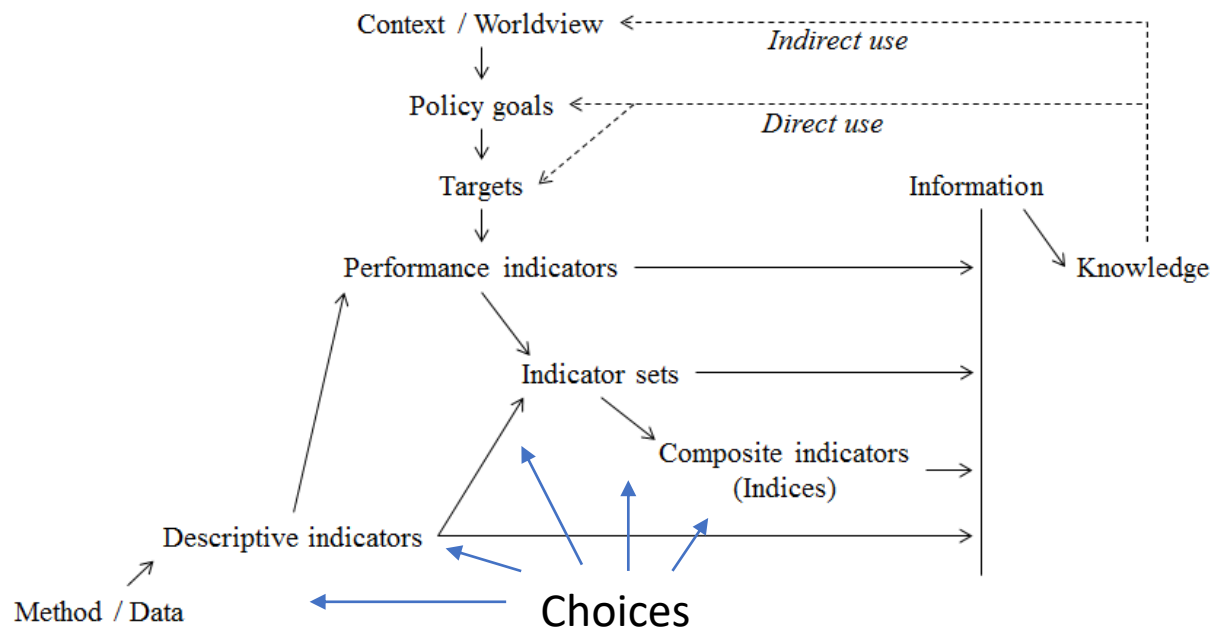 Context / Worldview
Indirect use
Policy goals
Direct use
Targets
Information
Performance indicators
Knowledge
Indicator sets
Composite indicators
(Indices)
Descriptive indicators
Method / Data
Choices